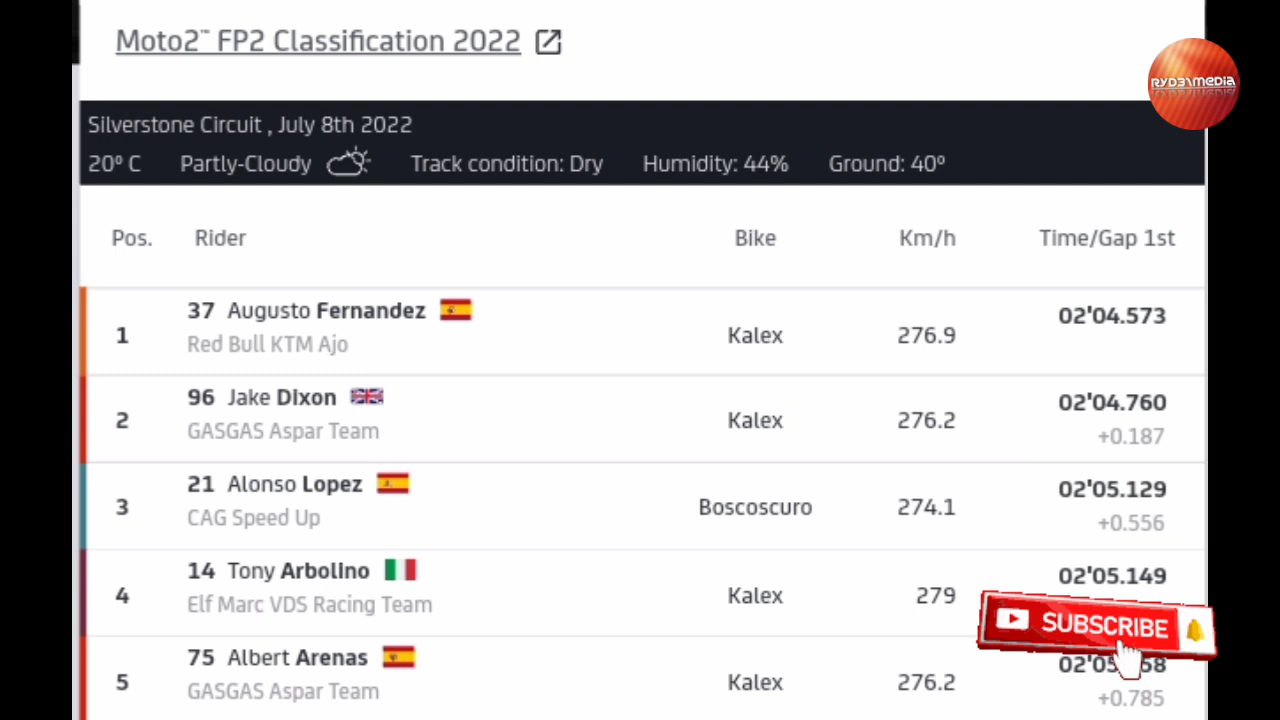 Moto2™ FP2 Classification 2022
RYD3\MEDIA
Silverstone Circuit , July 8th 2022
20º C Partly-Cloudy Track condition: Dry Humidity: 44% Ground: 40º
Pos. Rider Bike Km/h Time/Gap 1st
1 37 Augusto Fernandez Red Bull KTM Ajo Kalex 276.9 02'04.573
2 96 Jake Dixon GASGAS Aspar Team Kalex 276.2 02'04.760 +0.187
3 21 Alonso Lopez CAG Speed Up Boscoscuro 274.1 02'05.129 +0.556
4 14 Tony Arbolino Elf Marc VDS Racing Team Kalex 279 02'05.149
SUBSCRIBE
5 75 Albert Arenas GASGAS Aspar Team Kalex 276.2 +0.785